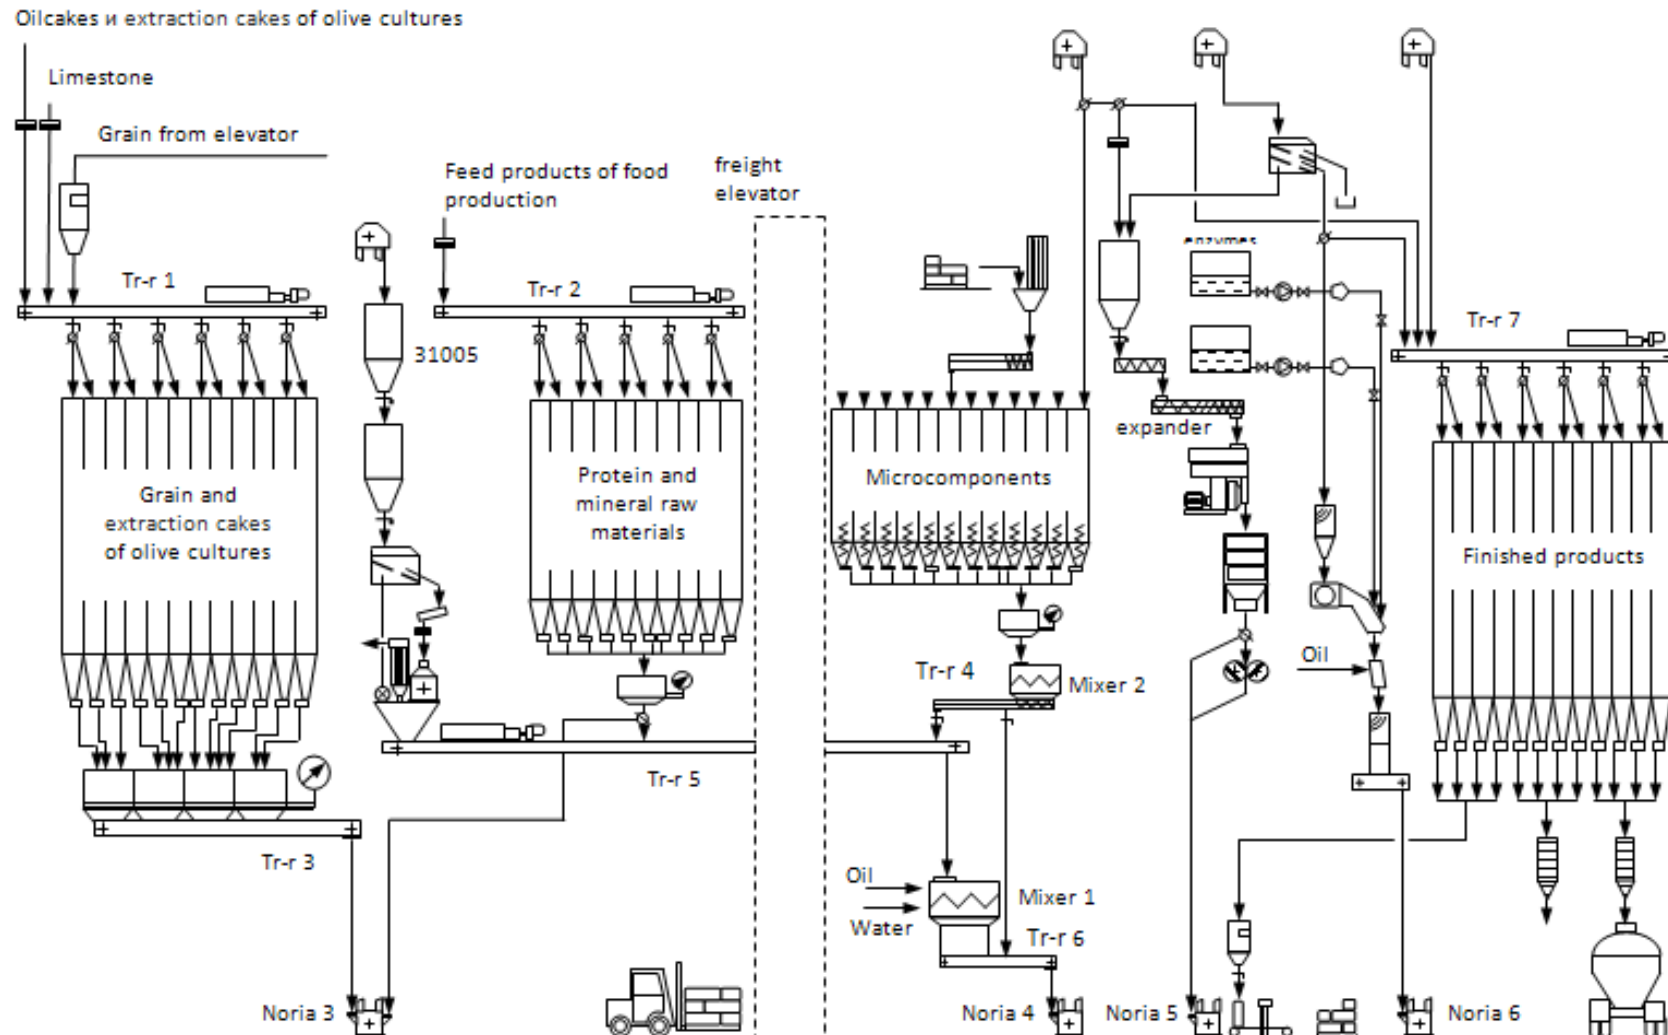 Oilcakes и extraction cakes of olive cultures
Limestone
Grain from elevator
Feed products of food
production
freight
elevator
enzymes
Tr-r 1
Tr-r 2
Tr-r 7
31005
expander
Grain and
extraction cakes
of olive cultures
Protein and
mineral raw
materials
Microcomponents
Finished products
Tr-r 4
Mixer 2
Oil
Tr-r 5
Tr-r 3
Oil
Water
Mixer 1
Tr-r 6
Noria 3
Noria 4
Noria 5
Noria 6